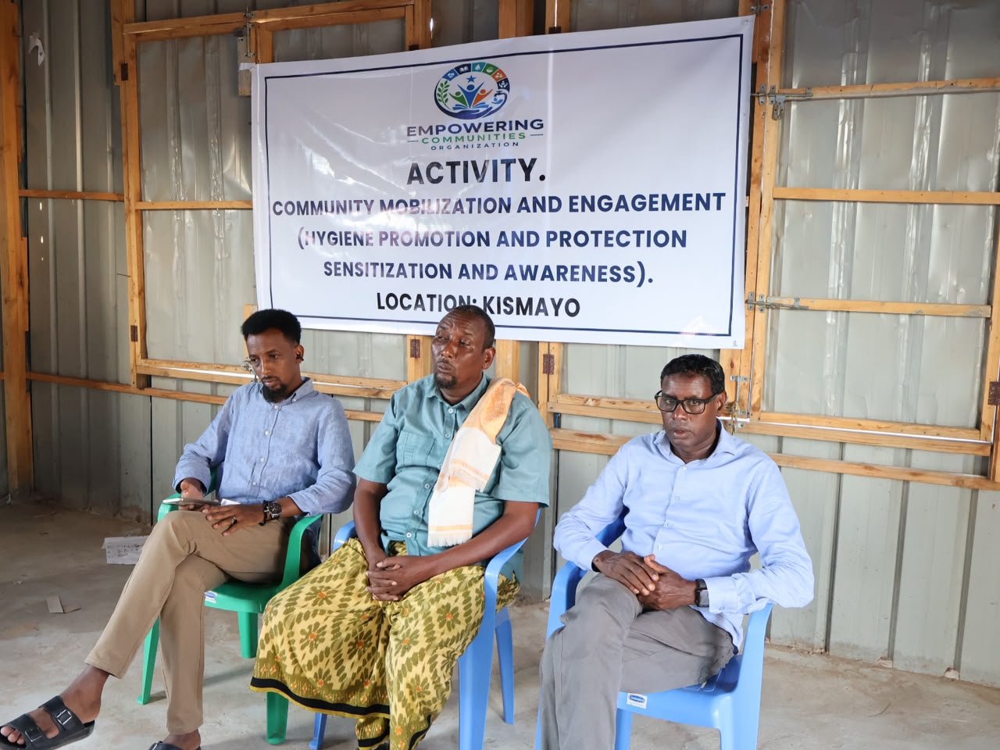 EMPOWERING
COMMUNITIES
ORGANIZATION
ACTIVITY.
COMMUNITY MOBILIZATION AND ENGAGEMENT
(HYGIENE PROMOTION AND PROTECTION
SENSITIZATION AND AWARENESS).
LOCATION: KISMAYO